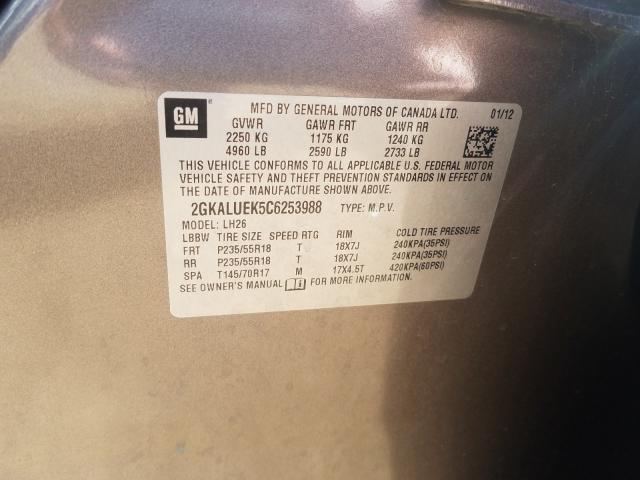 GM
MFD BY GENERAL MOTORS OF CANADA LTD. 01/12
GVWR GAWR FRT GAWR RR
2250 KG 1175 KG 1240 KG
4960 LB 2590 LB 2733 LB
THIS VEHICLE CONFORMS TO ALL APPLICABLE U.S. FEDERAL MOTOR
VEHICLE SAFETY AND THEFT PREVENTION STANDARDS IN EFFECT ON
THE DATE OF MANUFACTURE SHOWN ABOVE.
2GKALUEK5C6253988 TYPE: M.P.V.
MODEL: LH26
LBBW TIRE SIZE SPEED RTG RIM COLD TIRE PRESSURE
FRT P235/55R18 T 18X7J 240KPA(35PSI)
RR P235/55R18 T 18X7J 240KPA(35PSI)
SPA T145/70R17 M 17X4.5T 420KPA(60PSI)
SEE OWNER'S MANUAL FOR MORE INFORMATION.